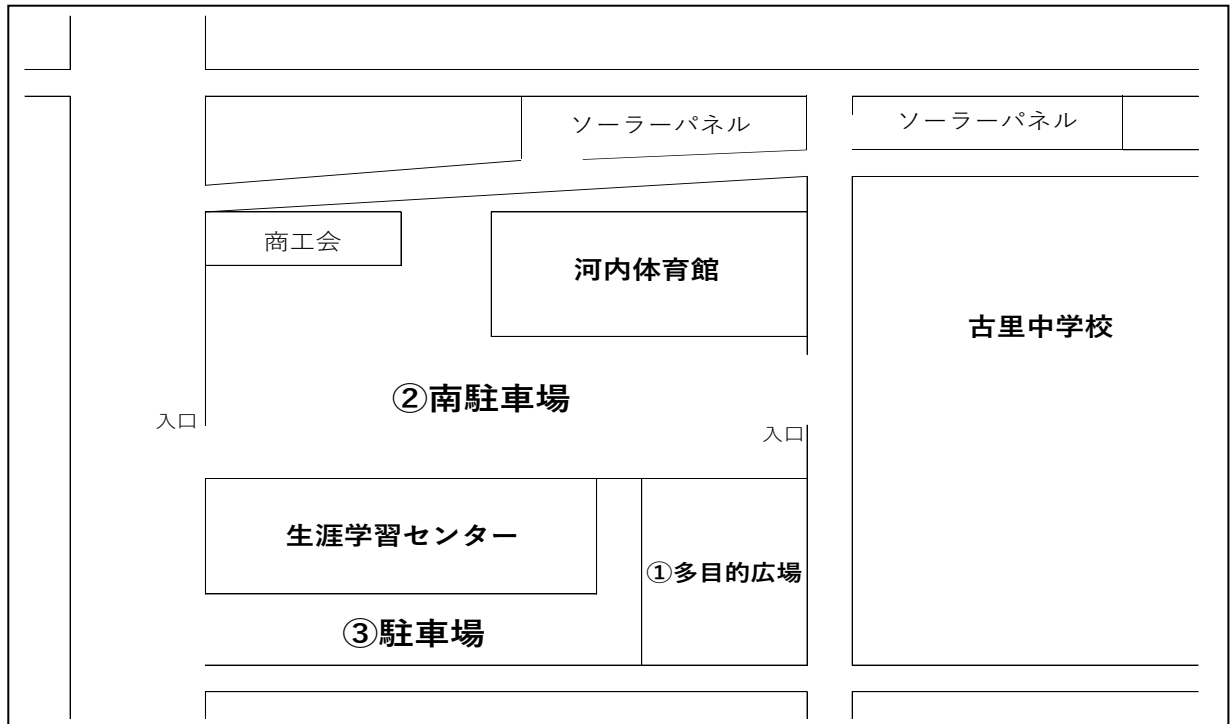 ソーラーパネル
ソーラーパネル
商工会
河内体育館
古里中学校
②南駐車場
入口
入口
生涯学習センター
①多目的広場
③駐車場